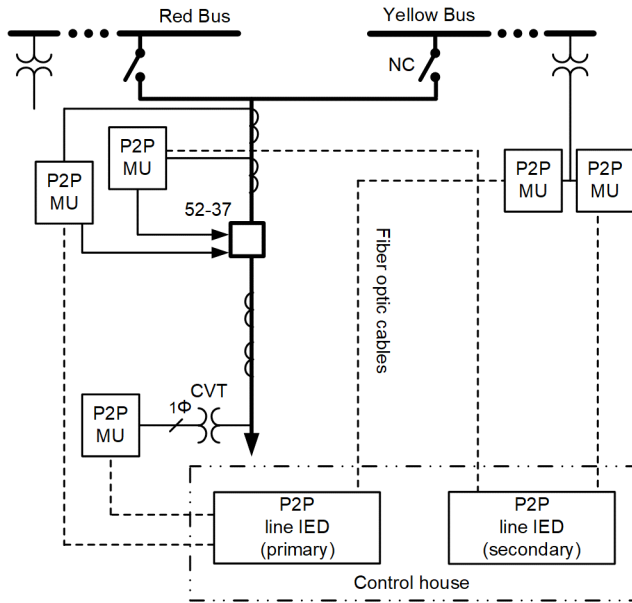 Red Bus
Yellow Bus
NC
P2P
MU
P2P
MU
P2P
MU
P2P
MU
52-37
Fiber optic cables
CVT
1Φ
P2P
MU
P2P
line IED
(primary)
P2P
line IED
(secondary)
Control house